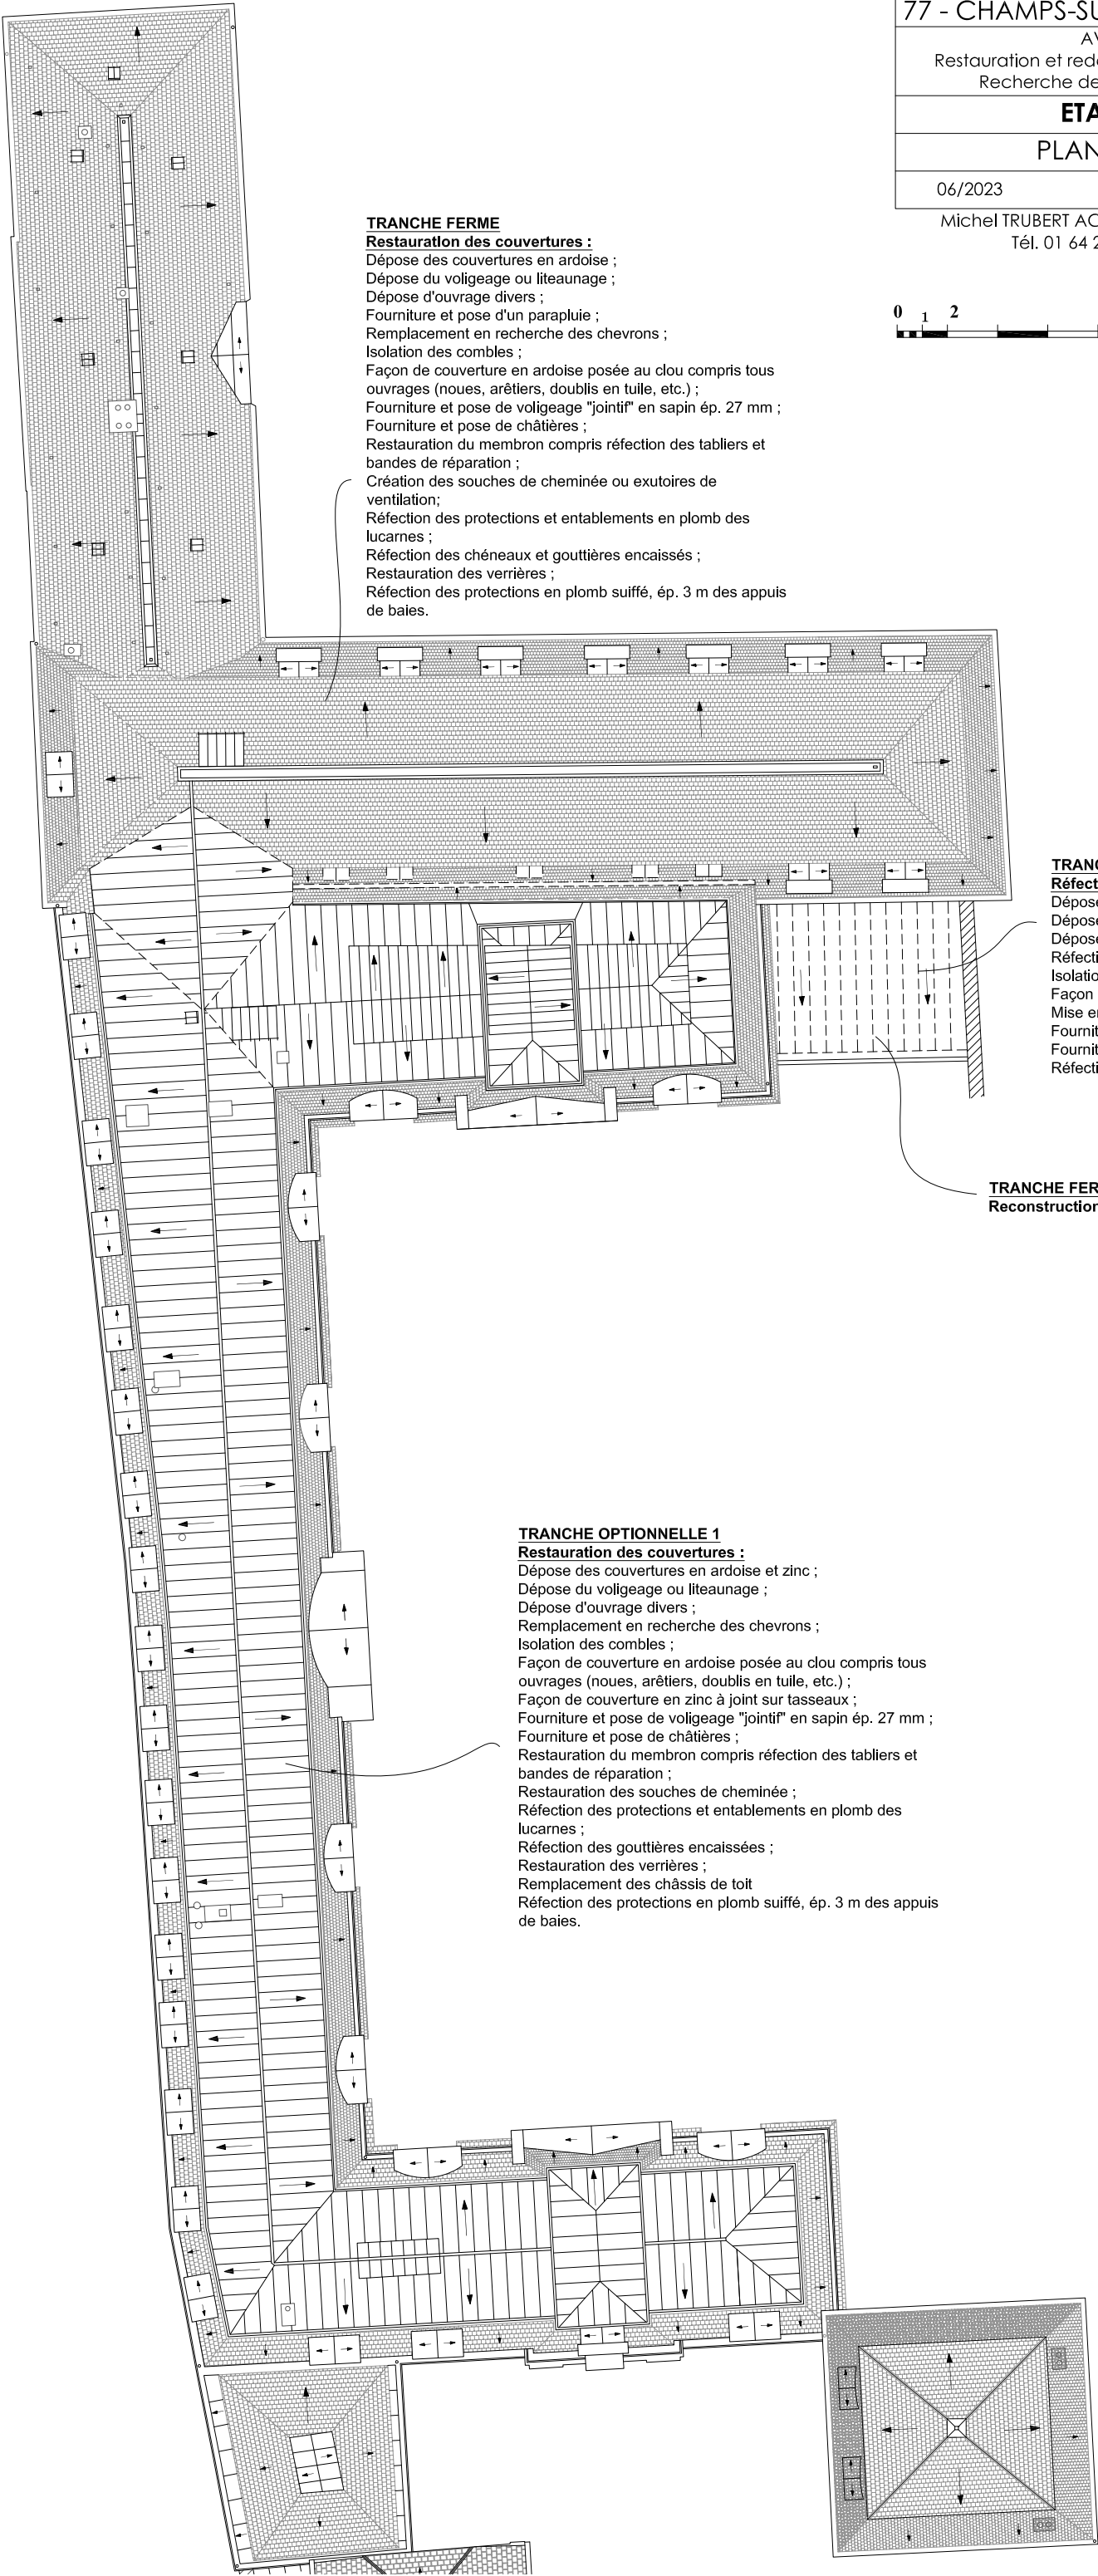 77 - CHAMPS-SU
AV
Restauration et red
Recherche de
ETA
PLAN
06/2023
Michel TRUBERT AC
Tél. 01 64 2
0 1 2
TRANCHE FERME
Restauration des couvertures :
Dépose des couvertures en ardoise ;
Dépose du voligeage ou liteaunage ;
Dépose d'ouvrage divers ;
Fourniture et pose d'un parapluie ;
Remplacement en recherche des chevrons ;
Isolation des combles ;
Façon de couverture en ardoise posée au clou compris tous
ouvrages (noues, arêtiers, doublis en tuile, etc.) ;
Fourniture et pose de voligeage "jointif" en sapin ép. 27 mm ;
Fourniture et pose de châtières ;
Restauration du membron compris réfection des tabliers et
bandes de réparation ;
Création des souches de cheminée ou exutoires de
ventilation;
Réfection des protections et entablements en plomb des
lucarnes ;
Réfection des chéneaux et gouttières encaissés ;
Restauration des verrières ;
Réfection des protections en plomb suiffé, ép. 3 m des appuis
de baies.
TRANC
Réfect
Dépose
Dépose
Dépose
Réfecti
Isolatio
Façon
Mise en
Fournit
Fournit
Réfecti
TRANCHE FER
Reconstruction
TRANCHE OPTIONNELLE 1
Restauration des couvertures :
Dépose des couvertures en ardoise et zinc ;
Dépose du voligeage ou liteaunage ;
Dépose d'ouvrage divers ;
Remplacement en recherche des chevrons ;
Isolation des combles ;
Façon de couverture en ardoise posée au clou compris tous
ouvrages (noues, arêtiers, doublis en tuile, etc.) ;
Façon de couverture en zinc à joint sur tasseaux ;
Fourniture et pose de voligeage "jointif" en sapin ép. 27 mm ;
Fourniture et pose de châtières ;
Restauration du membron compris réfection des tabliers et
bandes de réparation ;
Restauration des souches de cheminée ;
Réfection des protections et entablements en plomb des
lucarnes ;
Réfection des gouttières encaissées ;
Restauration des verrières ;
Remplacement des châssis de toit
Réfection des protections en plomb suiffé, ép. 3 m des appuis
de baies.